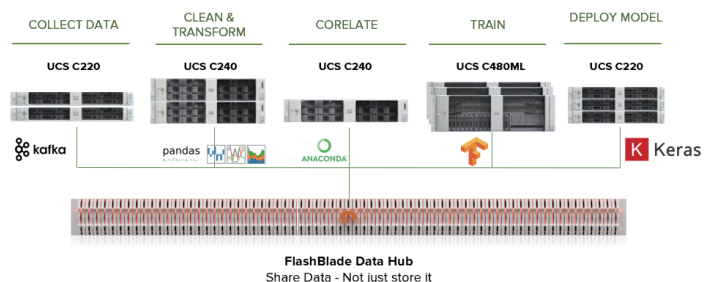 COLLECT DATA
CLEAN &
TRANSFORM
CORELATE
TRAIN
DEPLOY MODEL
UCS C220
UCS C240
UCS C240
UCS C480ML
UCS C220
kafka
pandas
ANACONDA
K Keras
FlashBlade Data Hub
Share Data - Not just store it